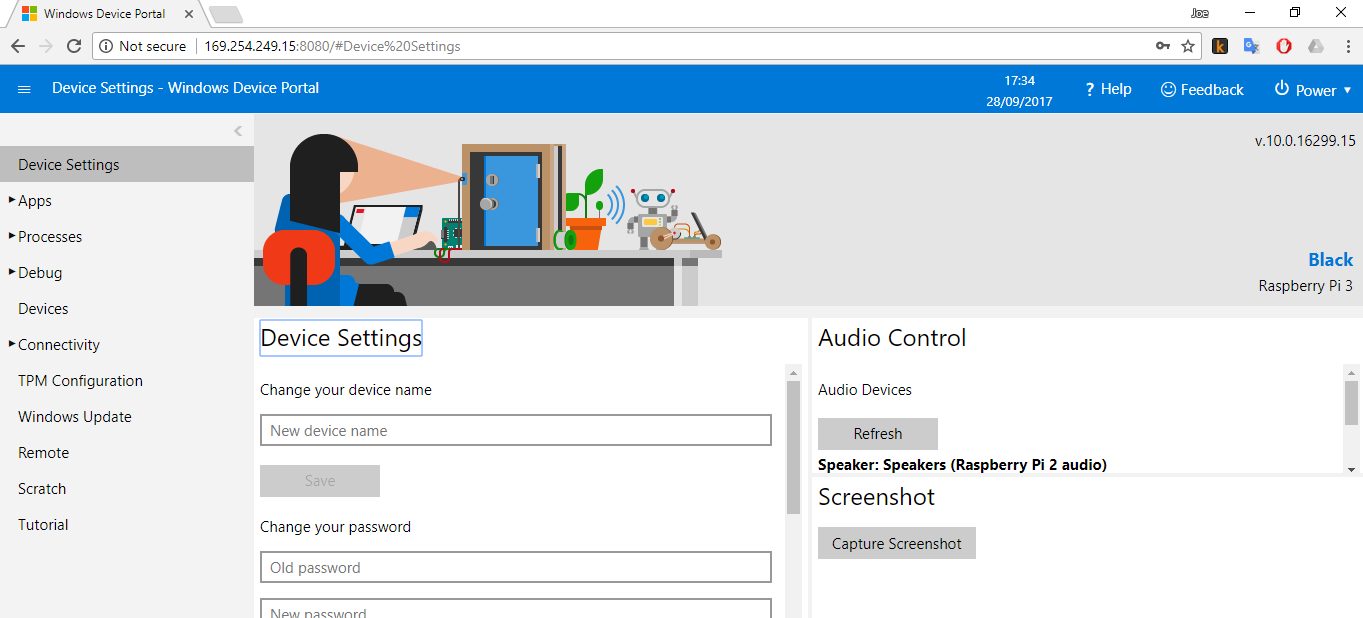 Windows Device Portal
Joe
Not secure
169.254.249.15:8080/#Device%20Settings
k
Device Settings - Windows Device Portal
17:34
28/09/2017
? Help
Feedback
Power
Device Settings
Apps
Processes
Debug
Devices
Connectivity
TPM Configuration
Windows Update
Remote
Scratch
Tutorial
v.10.0.16299.15
Black
Raspberry Pi 3
Device Settings
Change your device name
New device name
Save
Change your password
Old password
New password
Audio Control
Audio Devices
Refresh
Speaker: Speakers (Raspberry Pi 2 audio)
Screenshot
Capture Screenshot